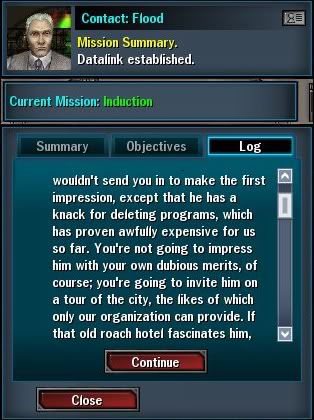 Contact: Flood
Mission Summary.
Datalink established.
Current Mission: Induction
Summary
Objectives
Log
wouldn't send you in to make the first
impression, except that he has a
knack for deleting programs, which
has proven awfully expensive for us
so far. You're not going to impress
him with your own dubious merits, of
course; you're going to invite him on
a tour of the city, the likes of which
only our organization can provide. If
that old roach hotel fascinates him,
Continue
Close